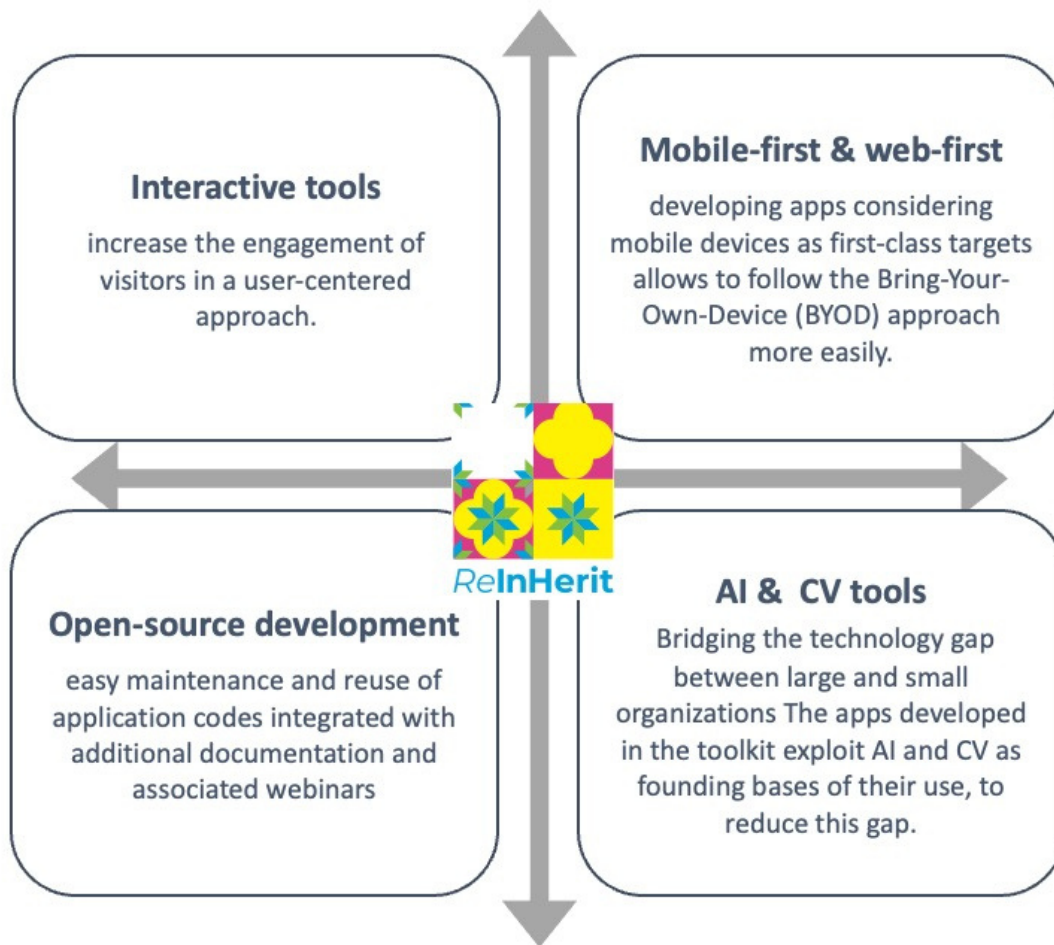 Interactive tools
increase the engagement of
visitors in a user-centered
approach.
Mobile-first & web-first
developing apps considering
mobile devices as first-class targets
allows to follow the Bring-Your-
Own-Device (BYOD) approach
more easily.
ReInHerit
Open-source development
easy maintenance and reuse of
application codes integrated with
additional documentation and
associated webinars
AI & CV tools
Bridging the technology gap
between large and small
organizations The apps developed
in the toolkit exploit AI and CV as
founding bases of their use, to
reduce this gap.